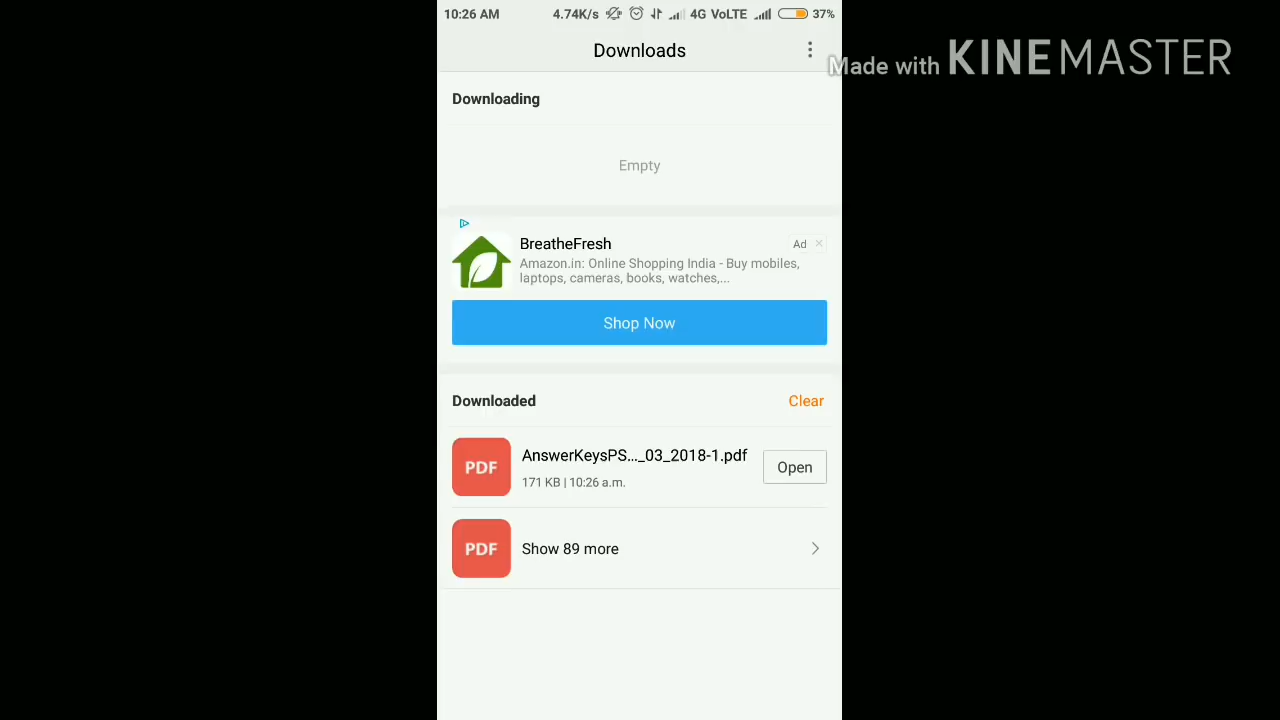 10:26 AM 4.74K/s 4G VoLTE 37%
Downloads
Made with KINEMASTER
Downloading
Empty
BreatheFresh
Ad
Amazon.in: Online Shopping India - Buy mobiles,
laptops, cameras, books, watches,...
Shop Now
Downloaded Clear
PDF
AnswerKeysPS..._03_2018-1.pdf
171 KB | 10:26 a.m.
Open
PDF
Show 89 more